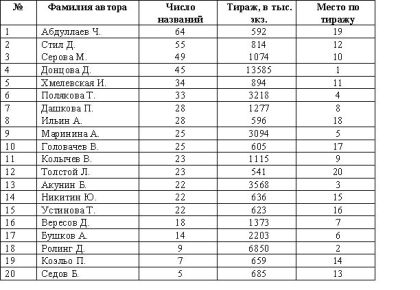 № Фамилия автора Число названий Тираж, в тыс. экз. Место по тиражу
1 Абдуллаев Ч. 64 592 19
2 Стил Д. 55 814 12
3 Серова М. 49 1074 10
4 Донцова Д. 45 13585 1
5 Хмелевская И. 34 894 11
6 Полякова Т. 33 3218 4
7 Дашкова П. 28 1277 8
8 Ильин А. 28 596 18
9 Маринина А. 25 3094 5
10 Головачев В. 25 605 17
11 Колычев В. 23 1115 9
12 Толстой Л. 23 541 20
13 Акунин Б. 22 3568 3
14 Никитин Ю. 22 636 15
15 Устинова Т. 22 623 16
16 Вересов Д. 18 1373 7
17 Бушков А. 14 2203 6
18 Ролинг Д. 9 6850 2
19 Коэльо П. 7 659 14
20 Седов Б. 5 685 13